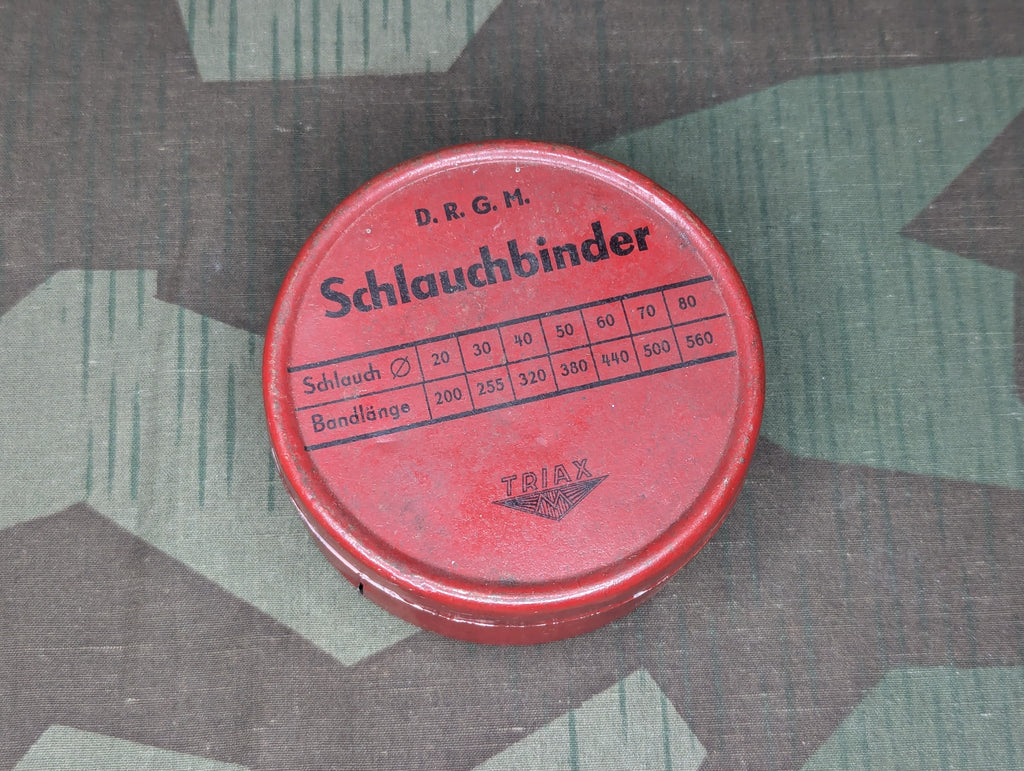 D. R. G. M.
Schlauchbinder
Schlauch Ø 20 30 40 50 60 70 80
Bandlänge 200 255 320 380 440 500 560
TRIAX
M